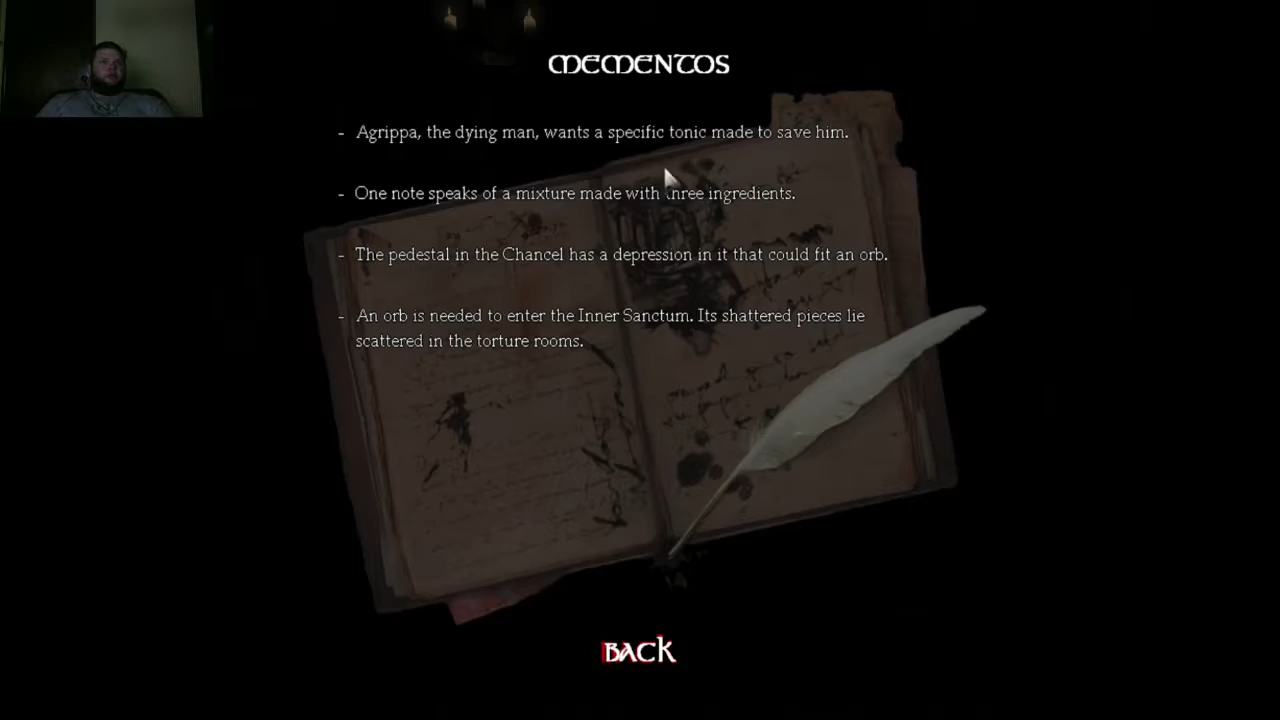 MEMENTOS
- Agrippa, the dying man, wants a specific tonic made to save him.
- One note speaks of a mixture made with three ingredients.
- The pedestal in the Chancel has a depression in it that could fit an orb.
- An orb is needed to enter the Inner Sanctum. Its shattered pieces lie
scattered in the torture rooms.
BACK